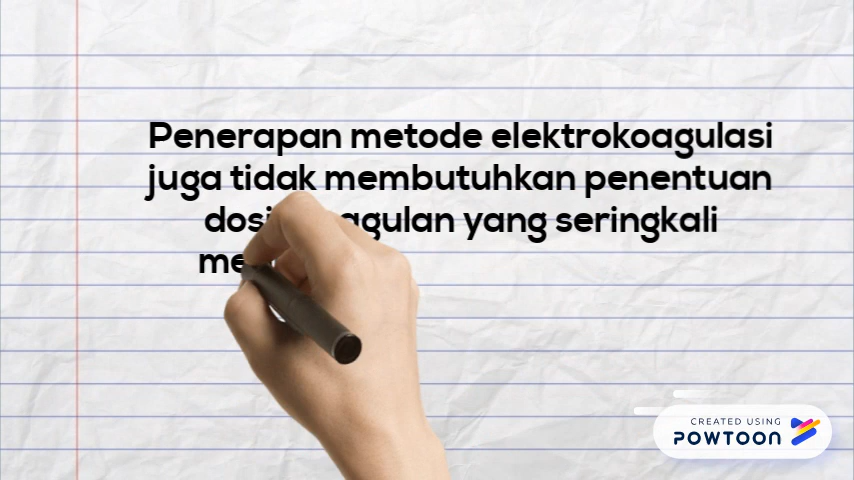 Penerapan metode elektrokoagulasi
juga tidak membutuhkan penentuan
yang seringkali
CREATED USING
POWTOON